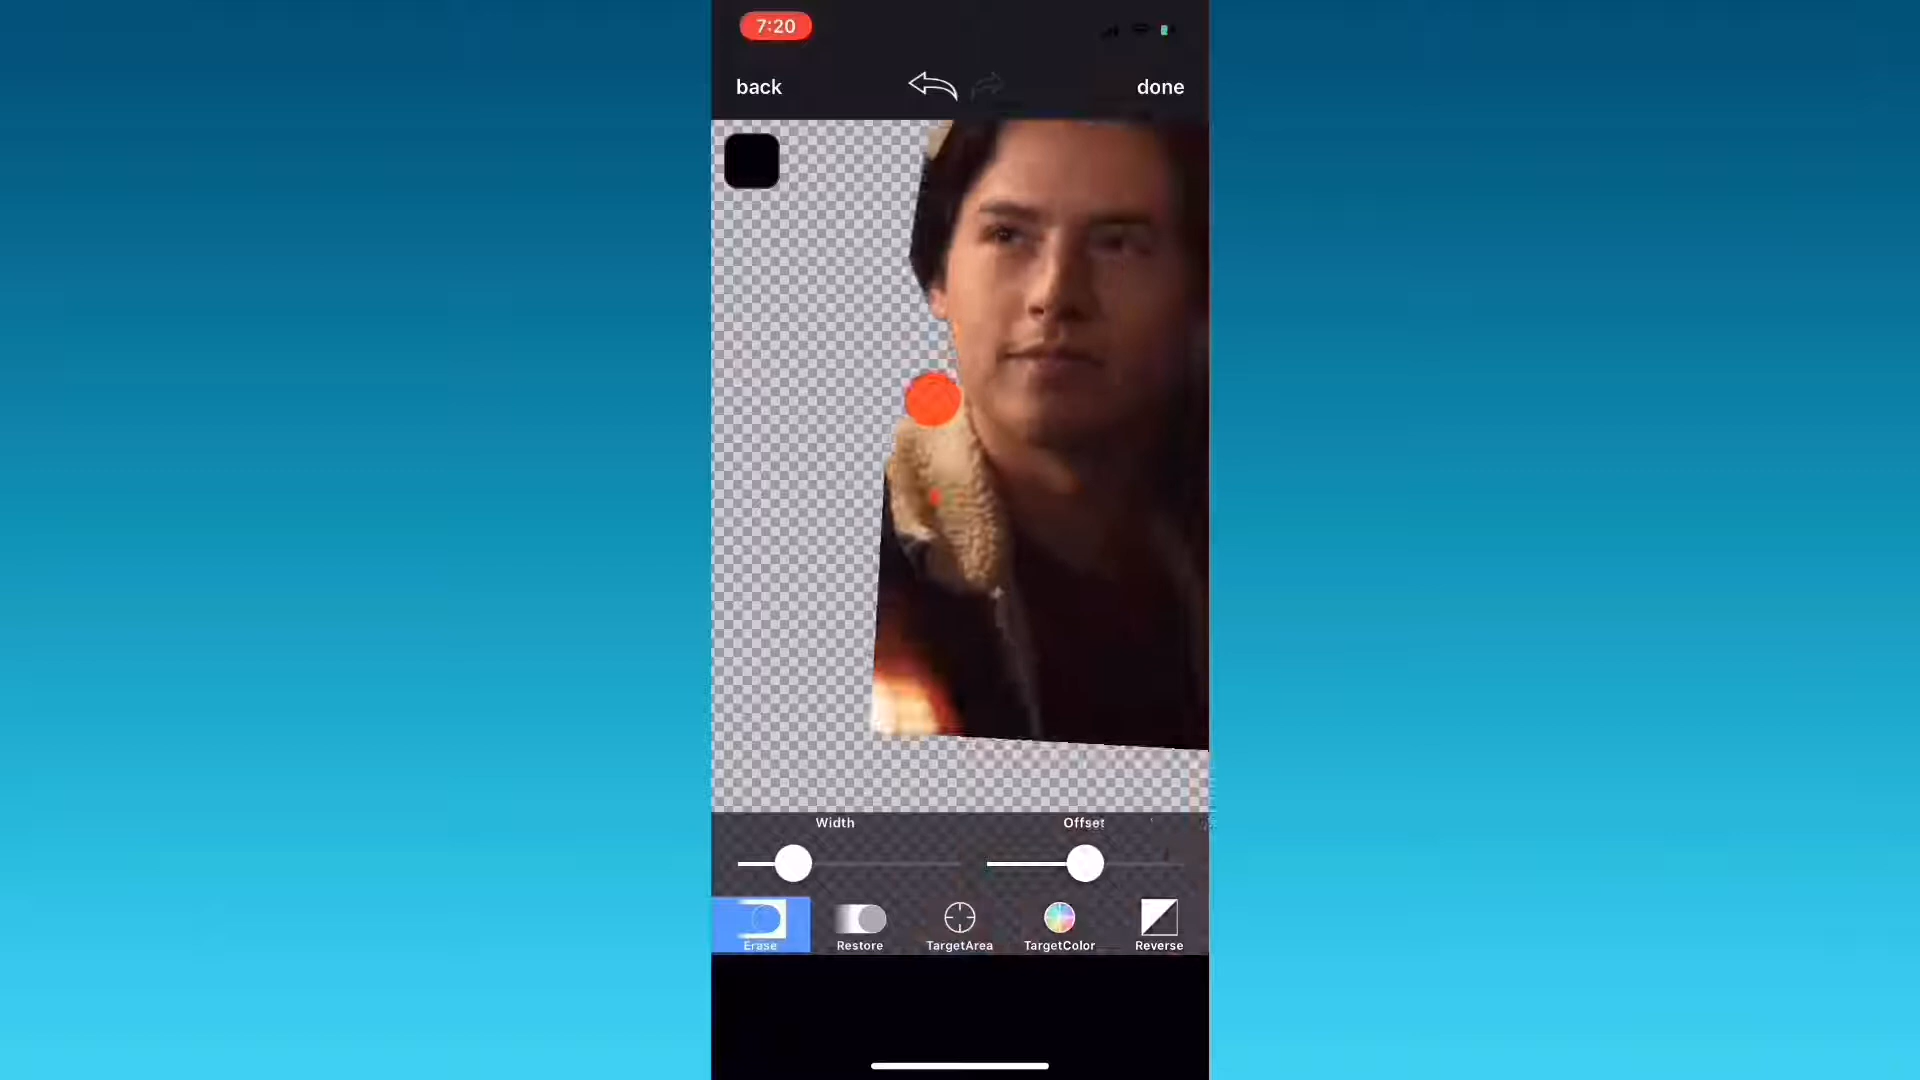 7:20
back
done
Width
Offset
Erase
Restore
TargetArea
TargetColor
Reverse